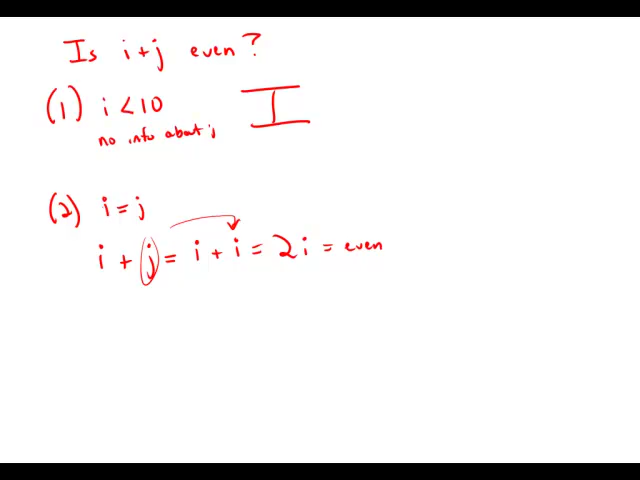 Is i + j even?
(1) i < 10 I
no info about j
(2) i = j
i + j = i + i = 2i = even